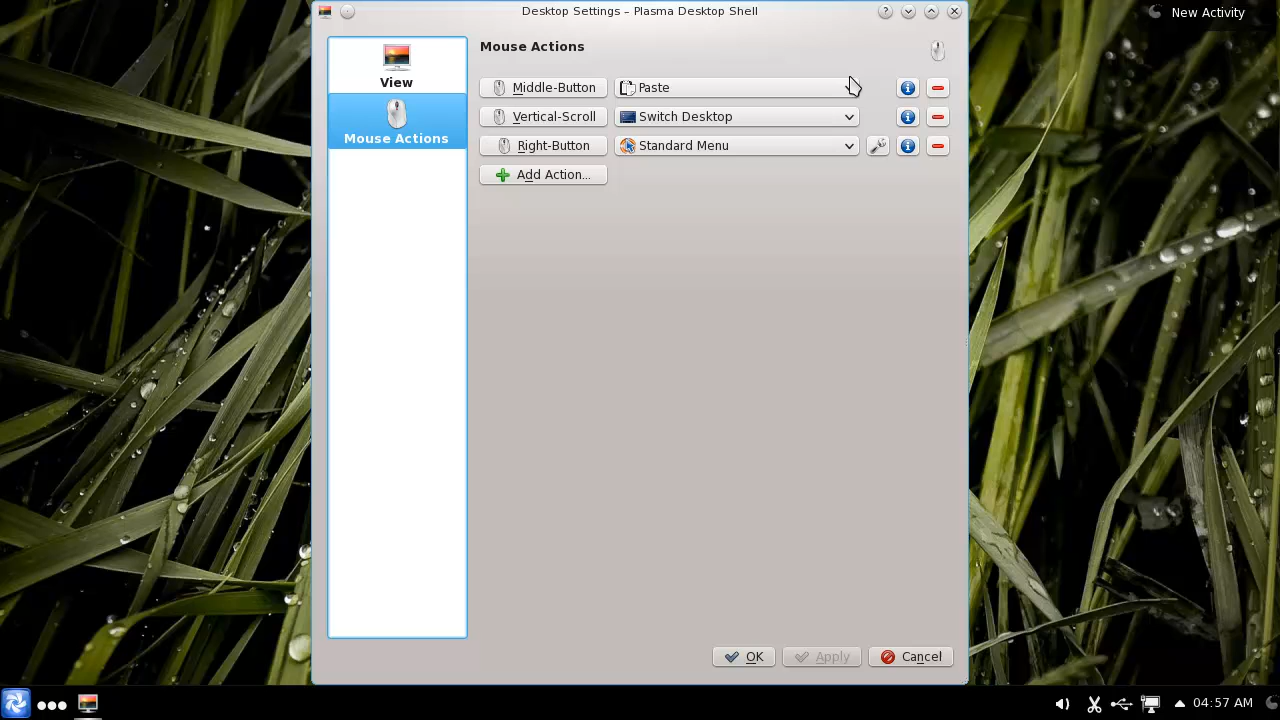 Desktop Settings – Plasma Desktop Shell
New Activity
View
Mouse Actions
Mouse Actions
Middle-Button Paste
Vertical-Scroll Switch Desktop
Right-Button Standard Menu
Add Action...
OK Apply Cancel
04:57 AM